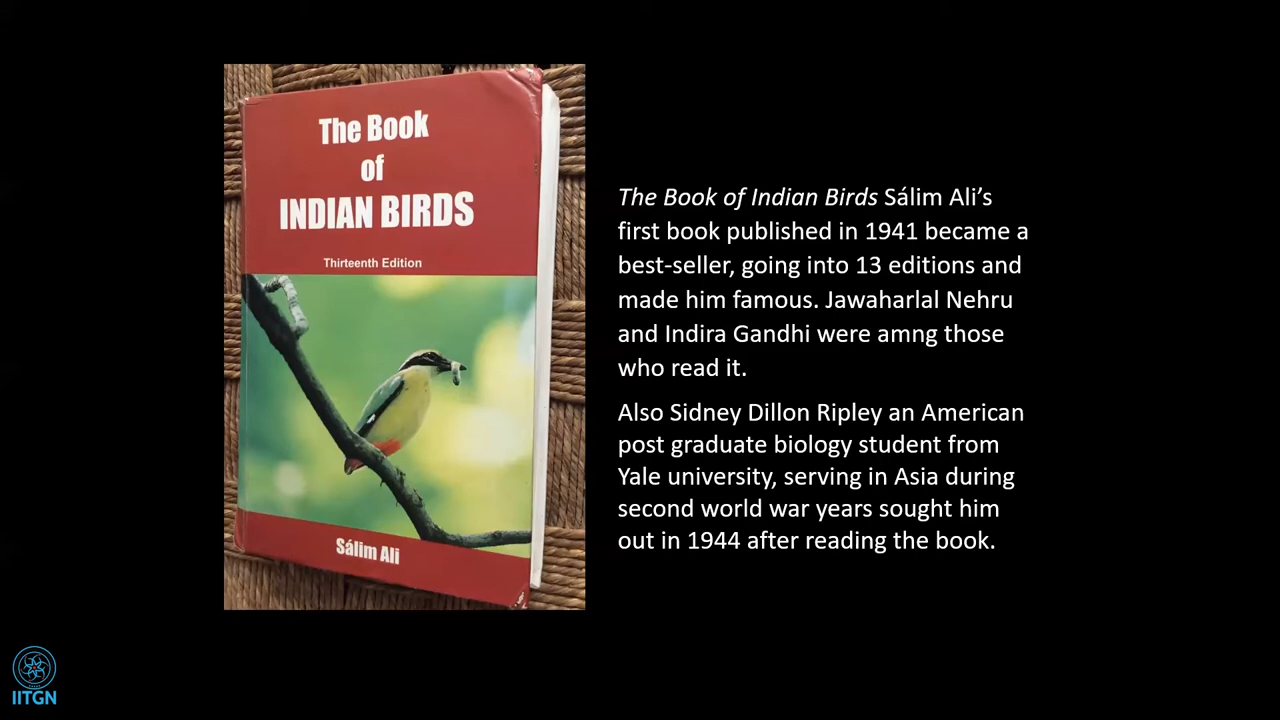 The Book
of
INDIAN BIRDS
Thirteenth Edition
Sálim Ali
The Book of Indian Birds Sálim Ali’s
first book published in 1941 became a
best-seller, going into 13 editions and
made him famous. Jawaharlal Nehru
and Indira Gandhi were amng those
who read it.
Also Sidney Dillon Ripley an American
post graduate biology student from
Yale university, serving in Asia during
second world war years sought him
out in 1944 after reading the book.
IITGN